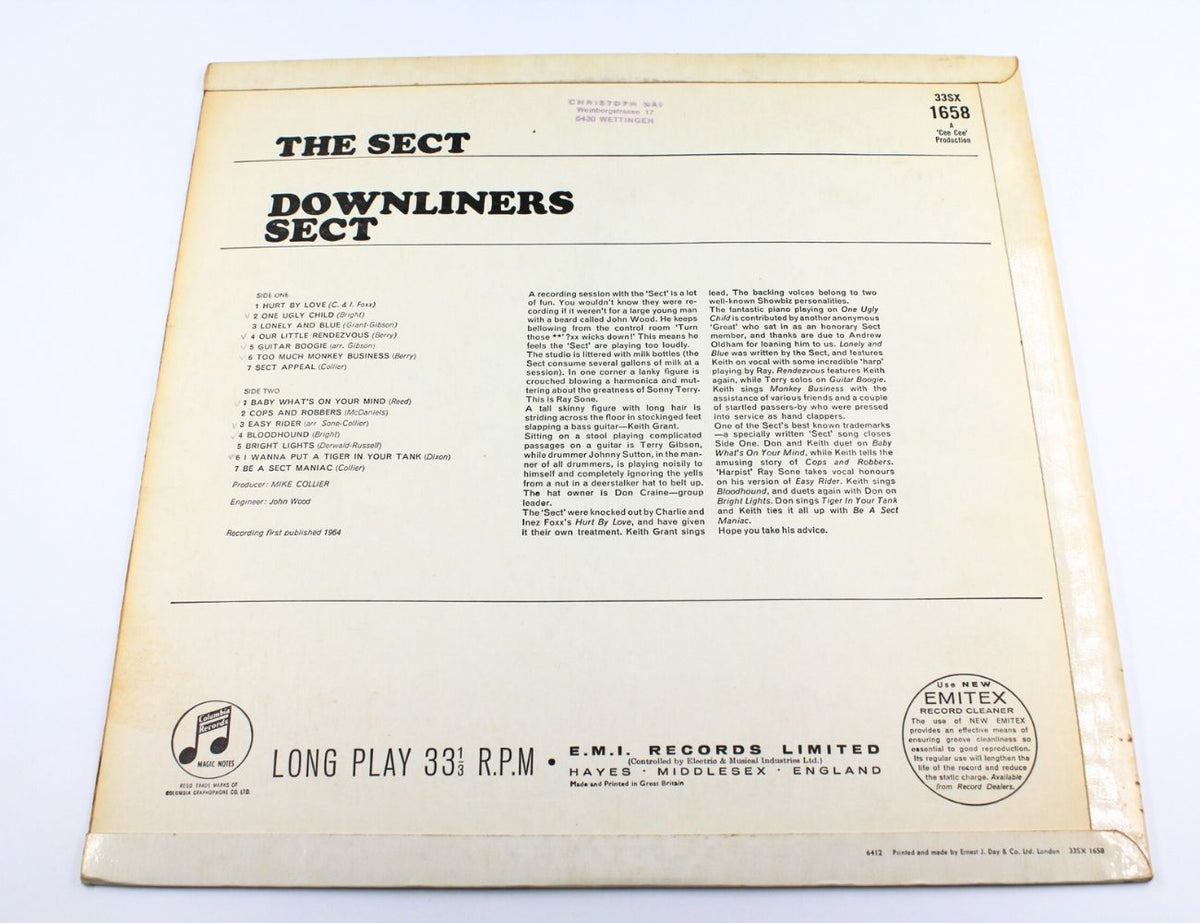 CHRISTOPH
Weinbergstrasse 17
5430 WETTINGEN
33SX
1658
A
'Cee Cee'
Production
THE SECT
DOWNLINERS
SECT
SIDE ONE
1 HURT BY LOVE (C. & I. Foxx)
2 ONE UGLY CHILD (Bright)
3 LONELY AND BLUE (Grant-Gibson)
4 OUR LITTLE RENDEZVOUS (Berry)
5 GUITAR BOOGIE (arr. Gibson)
6 TOO MUCH MONKEY BUSINESS (Berry)
7 SECT APPEAL (Collier)
SIDE TWO
1 BABY WHAT'S ON YOUR MIND (Reed)
2 COPS AND ROBBERS (McDaniels)
3 EASY RIDER (arr Sone-Collier)
4 BLOODHOUND (Bright)
5 BRIGHT LIGHTS (Derwald-Russell)
6 I WANNA PUT A TIGER IN YOUR TANK (Dixon)
7 BE A SECT MANIAC (Collier)
Producer: MIKE COLLIER
Engineer: John Wood
Recording first published 1964
A recording session with the 'Sect' is a lot
of fun. You wouldn't know they were re-
cording if it weren't for a large young man
with a beard called John Wood. He keeps
bellowing from the control room 'Turn
those **'?xx wicks down!' This means he
feels the 'Sect' are playing too loudly.
The studio is littered with milk bottles (the
Sect consume several gallons of milk at a
session). In one corner a lanky figure is
crouched blowing a harmonica and mut-
tering about the greatness of Sonny Terry.
This is Ray Sone.
A tall skinny figure with long hair is
striding across the floor in stockinged feet
slapping a bass guitar—Keith Grant.
Sitting on a stool playing complicated
passages on a guitar is Terry Gibson,
while drummer Johnny Sutton, in the man-
ner of all drummers, is playing noisily to
himself and completely ignoring the yells
from a nut in a deerstalker hat to belt up.
The hat owner is Don Craine—group
leader.
The 'Sect' were knocked out by Charlie and
Inez Foxx's Hurt By Love, and have given
it their own treatment. Keith Grant sings
lead. The backing voices belong to two
well-known Showbiz personalities.
The fantastic piano playing on One Ugly
Child is contributed by another anonymous
'Great' who sat in as an honorary Sect
member, and thanks are due to Andrew
Oldham for loaning him to us. Lonely and
Blue was written by the Sect, and features
Keith on vocal with some incredible 'harp'
playing by Ray. Rendezvous features Keith
again, while Terry solos on Guitar Boogie.
Keith sings Monkey Business with the
assistance of various friends and a couple
of startled passers-by who were pressed
into service as hand clappers.
One of the Sect's best known trademarks
—a specially written 'Sect' song closes
Side One. Don and Keith duet on Baby
What's On Your Mind, while Keith tells the
amusing story of Cops and Robbers.
'Harpist' Ray Sone takes vocal honours
on his version of Easy Rider. Keith sings
Bloodhound, and duets again with Don on
Bright Lights. Don sings Tiger In Your Tank
and Keith ties it all up with Be A Sect
Maniac.
Hope you take his advice.
Columbia
Records
MAGIC NOTES
REGD. TRADE MARKS OF
COLUMBIA GRAPHOPHONE CO. LTD.
LONG PLAY 33⅓ R.P.M •
E.M.I. RECORDS LIMITED
(Controlled by Electric & Musical Industries Ltd.)
HAYES · MIDDLESEX · ENGLAND
Made and Printed in Great Britain
Use NEW
EMITEX
RECORD CLEANER
The use of NEW EMITEX
provides an effective means of
ensuring groove cleanliness so
essential to good reproduction.
Its regular use will lengthen the
life of the record and reduce
the static charge. Available
from Record Dealers.
6412 Printed and made by Ernest J. Day & Co. Ltd. London 33SX 1658